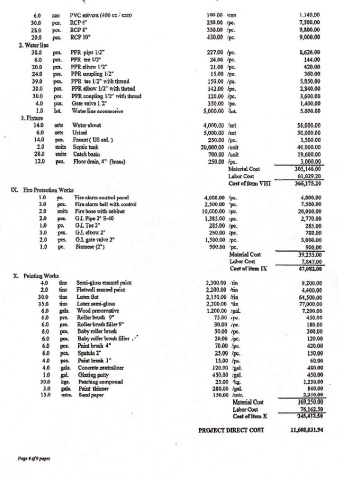 6.0 can PVC solvent (400 cc / can) 190.00 /can 1,140.00
30.0 pcs. RCP 6" 250.00 /pc. 7,500.00
28.0 pcs. RCP 8" 350.00 /pc. 9,800.00
20.0 pcs. RCP 10" 450.00 /pc. 9,000.00
2. Water line
38.0 pcs. PPR pipe 1/2" 227.00 /pc. 8,626.00
6.0 pcs. PPR tee 1/2" 24.00 /pc. 144.00
20.0 pcs. PPR elbow 1/2" 21.00 /pc. 420.00
24.0 pcs. PPR coupling 1/2" 15.00 /pc. 360.00
39.0 pcs. PPR tee 1/2" with thread 150.00 /pc. 5,850.00
20.0 pcs. PPR elbow 1/2" with thread 142.00 /pc. 2,840.00
30.0 pcs. PPR coupling 1/2" with thread 120.00 /pc. 3,600.00
4.0 pcs. Gate valve 1/2" 350.00 /pc. 1,400.00
1.0 lot. Water line accessories 5,000.00 /lot. 5,000.00
3. Fixture
14.0 sets Water closet 4,000.00 /set 56,000.00
6.0 sets Urinal 5,000.00 /set 30,000.00
14.0 pcs. Faucet ( US std. ) 250.00 /pc. 3,500.00
2.0 units Septic tank 20,000.00 /unit 40,000.00
28.0 units Catch basin 700.00 /unit 19,600.00
12.0 pcs. Floor drain, 4" (brass) 250.00 /pc. 3,000.00
Material Cost 305,146.00
Labor Cost 61,029.20
Cost of Item VIII 366,175.20
IX. Fire Protection Works
1.0 pc. Fire alarm control panel 4,000.00 /pc. 4,000.00
3.0 pcs. Fire alarm bell with control 2,500.00 /pc. 7,500.00
2.0 units Fire hose with cabinet 10,000.00 /pc. 20,000.00
2.0 pcs. G.I. Pipe 2" S-40 1,385.00 /pc. 2,770.00
1.0 pc. G.I. Tee 2" 285.00 /pc. 285.00
3.0 pcs. G.I. elbow 2" 260.00 /pc. 780.00
2.0 pcs. G.I. gate valve 2" 1,500.00 /pc. 3,000.00
1.0 pc. Siamese (2") 900.00 /pc. 900.00
Material Cost 39,235.00
Labor Cost 7,847.00
Cost of Item IX 47,082.00
X. Painting Works
4.0 tins Semi-gloss enamel paint 2,300.00 /tin 9,200.00
2.0 tins Flatwall enamel paint 2,200.00 /tin 4,400.00
30.0 tins Latex flat 2,150.00 /tin 64,500.00
35.0 tins Latex semi-gloss 2,200.00 /tin 77,000.00
6.0 gals. Wood preservative 1,200.00 /gal. 7,200.00
6.0 pcs. Roller brush 9" 75.00 /pc. 450.00
6.0 pcs. Roller brush filler 9" 30.00 /pc. 180.00
6.0 pcs. Baby roller brush 50.00 /pc. 300.00
6.0 pcs. Baby roller brush filler 20.00 /pc. 120.00
6.0 pcs. Paint brush 4" 70.00 /pc. 420.00
6.0 pcs. Spatula 2" 25.00 /pc. 150.00
4.0 pcs. Paint brush 1" 15.00 /pc. 60.00
4.0 gals. Concrete neutralizer 120.00 /gal. 480.00
1.0 gal. Glazing putty 450.00 /gal. 450.00
50.0 kgs. Patching compound 25.00 /kg. 1,250.00
3.0 gals. Paint thinner 280.00 /gal. 840.00
15.0 mtrs. Sand paper 150.00 /mtr. 2,250.00
Material Cost 169,250.00
Labor Cost 76,162.50
Cost of Item X 245,412.50
PROJECT DIRECT COST 11,680,031.94
Page 6 of 6 pages